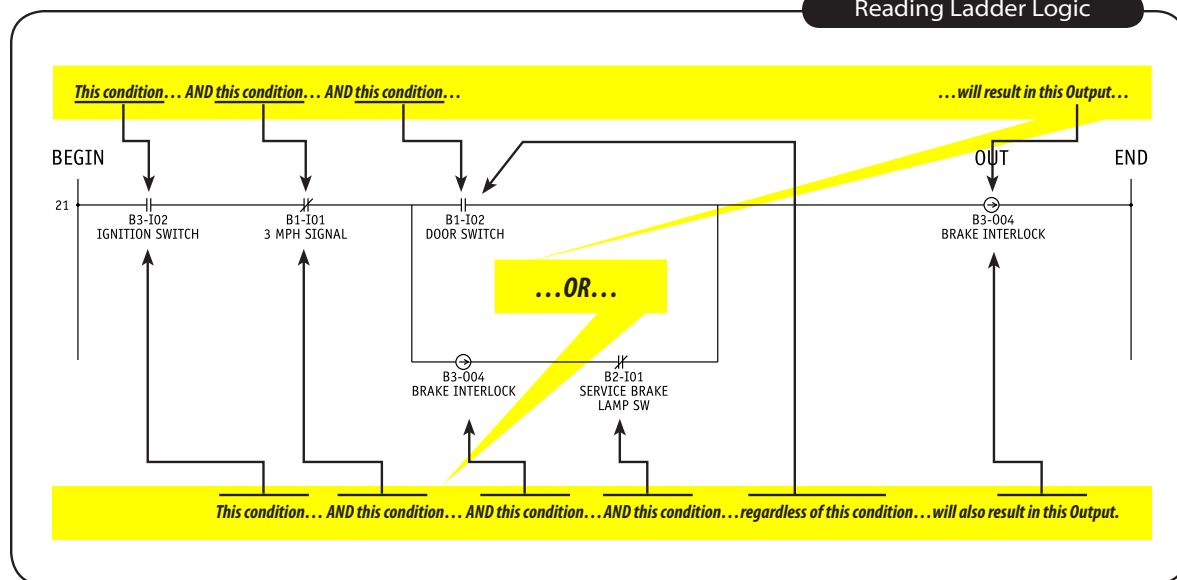 Reading Ladder Logic
This condition... AND this condition... AND this condition...
...will result in this Output...
BEGIN
OUT
END
21
B3-I02
IGNITION SWITCH
B1-I01
3 MPH SIGNAL
B1-I02
DOOR SWITCH
B3-O04
BRAKE INTERLOCK
...OR...
B3-O04
BRAKE INTERLOCK
B2-I01
SERVICE BRAKE
LAMP SW
This condition... AND this condition... AND this condition...AND this condition...regardless of this condition...will also result in this Output.